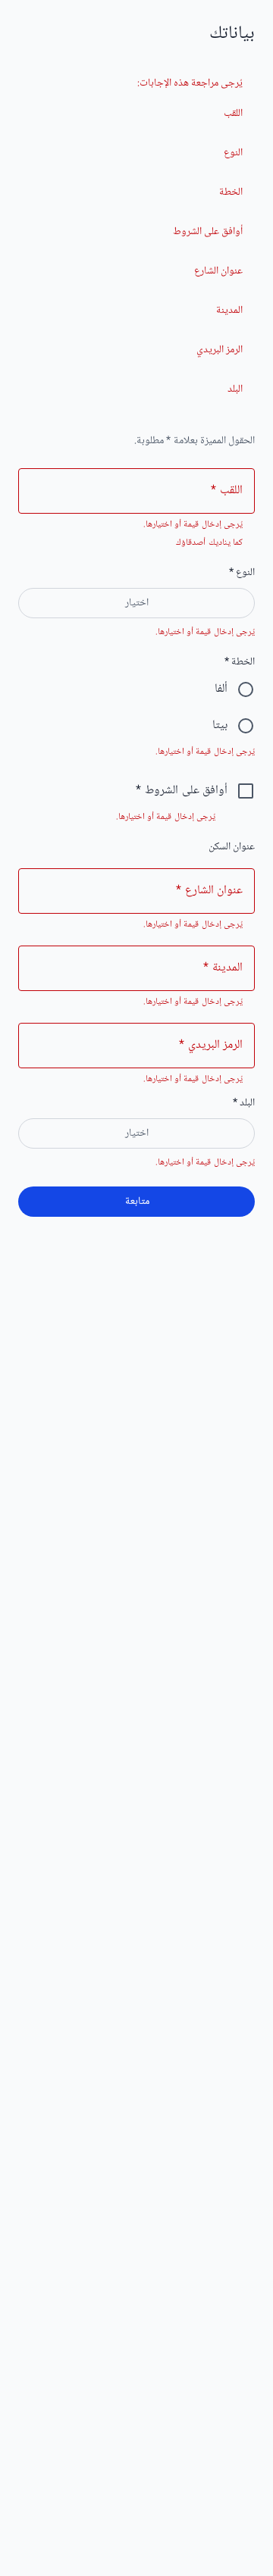 بياناتك
يُرجى مراجعة هذه الإجابات:
اللقب
النوع
الخطة
أوافق على الشروط
عنوان الشارع
المدينة
الرمز البريدي
البلد
الحقول المميزة بعلامة * مطلوبة.
اللقب *
يُرجى إدخال قيمة أو اختيارها.
كما يناديك أصدقاؤك
النوع *
اختيار
يُرجى إدخال قيمة أو اختيارها.
الخطة *
ألفا
بيتا
يُرجى إدخال قيمة أو اختيارها.
أوافق على الشروط *
يُرجى إدخال قيمة أو اختيارها.
عنوان السكن
عنوان الشارع *
يُرجى إدخال قيمة أو اختيارها.
المدينة *
يُرجى إدخال قيمة أو اختيارها.
الرمز البريدي *
يُرجى إدخال قيمة أو اختيارها.
البلد *
اختيار
يُرجى إدخال قيمة أو اختيارها.
متابعة